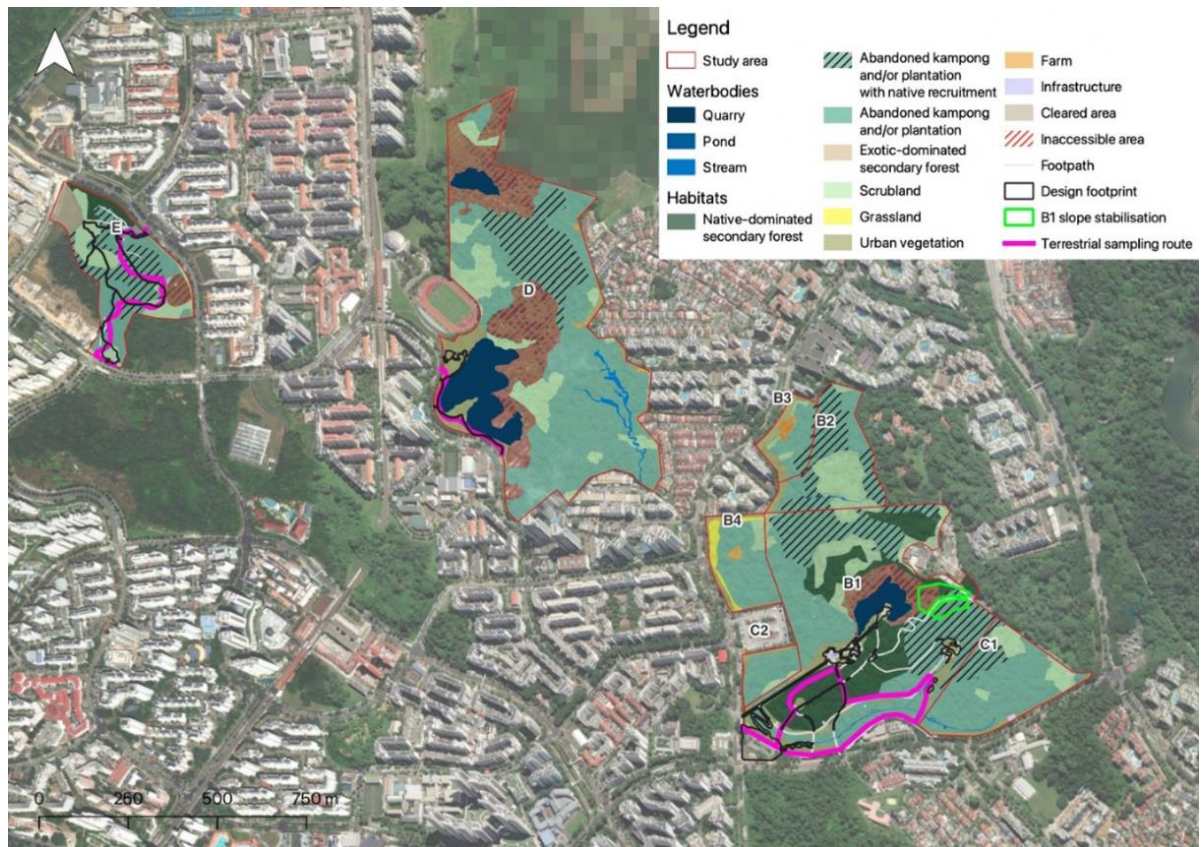 Legend
Study area
Waterbodies
Quarry
Pond
Stream
Habitats
Native-dominated
secondary forest
Abandoned kampong
and/or plantation
with native recruitment
Abandoned kampong
and/or plantation
Exotic-dominated
secondary forest
Scrubland
Grassland
Urban vegetation
Farm
Infrastructure
Cleared area
Inaccessible area
Footpath
Design footprint
B1 slope stabilisation
Terrestrial sampling route
E
D
B3
B2
B4
B1
C2
C1
0 250 500 750 m